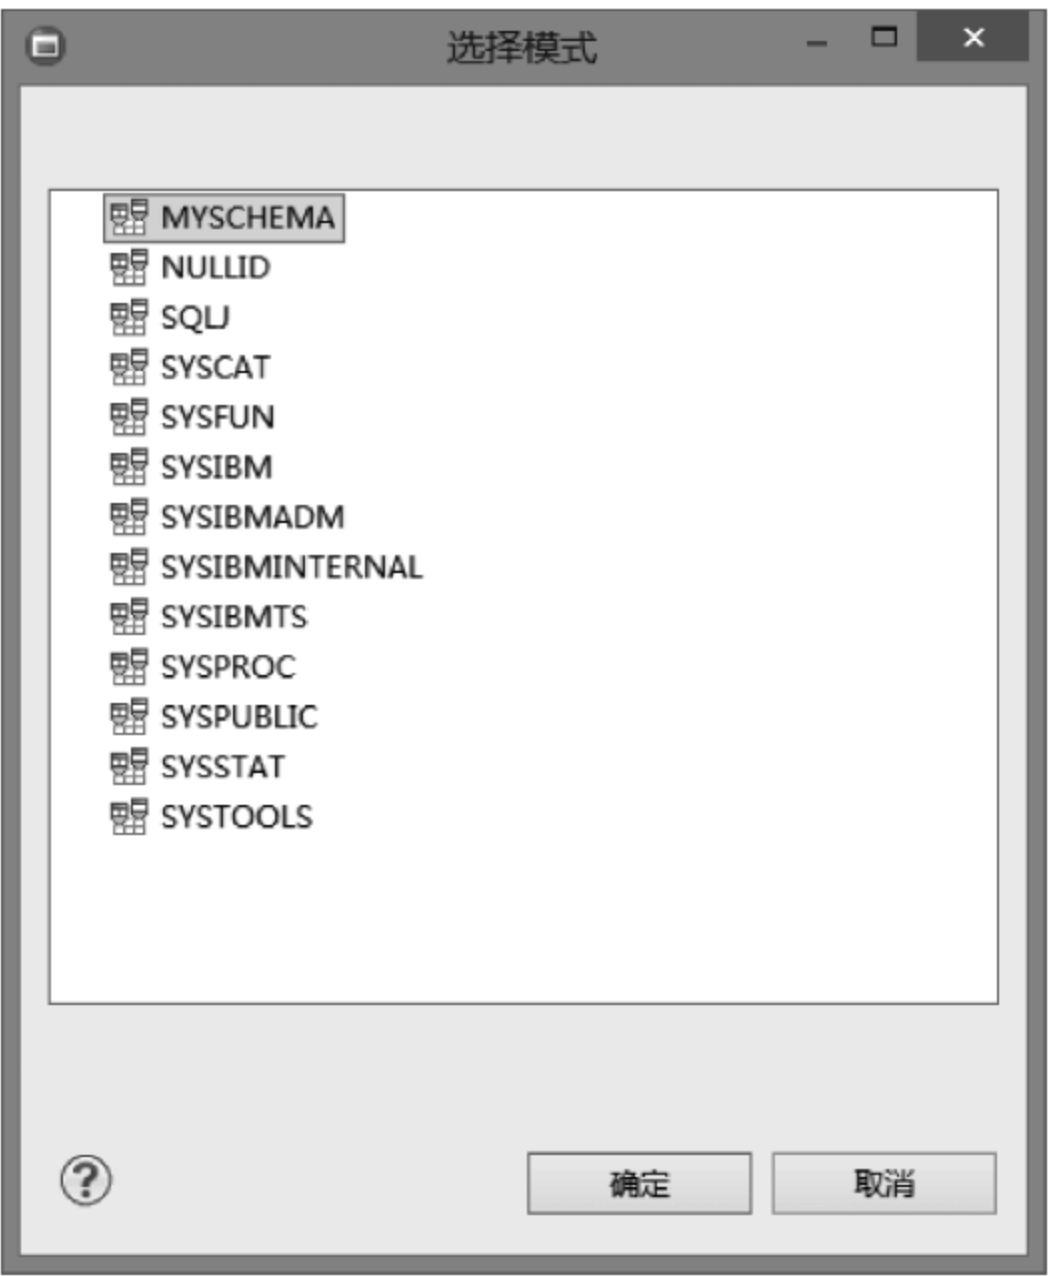 选择模式
MYSCHEMA
NULLID
SQLJ
SYSCAT
SYSFUN
SYSIBM
SYSIBMADM
SYSIBMINTERNAL
SYSIBMTS
SYSPROC
SYSPUBLIC
SYSSTAT
SYSTOOLS
?
确定 取消